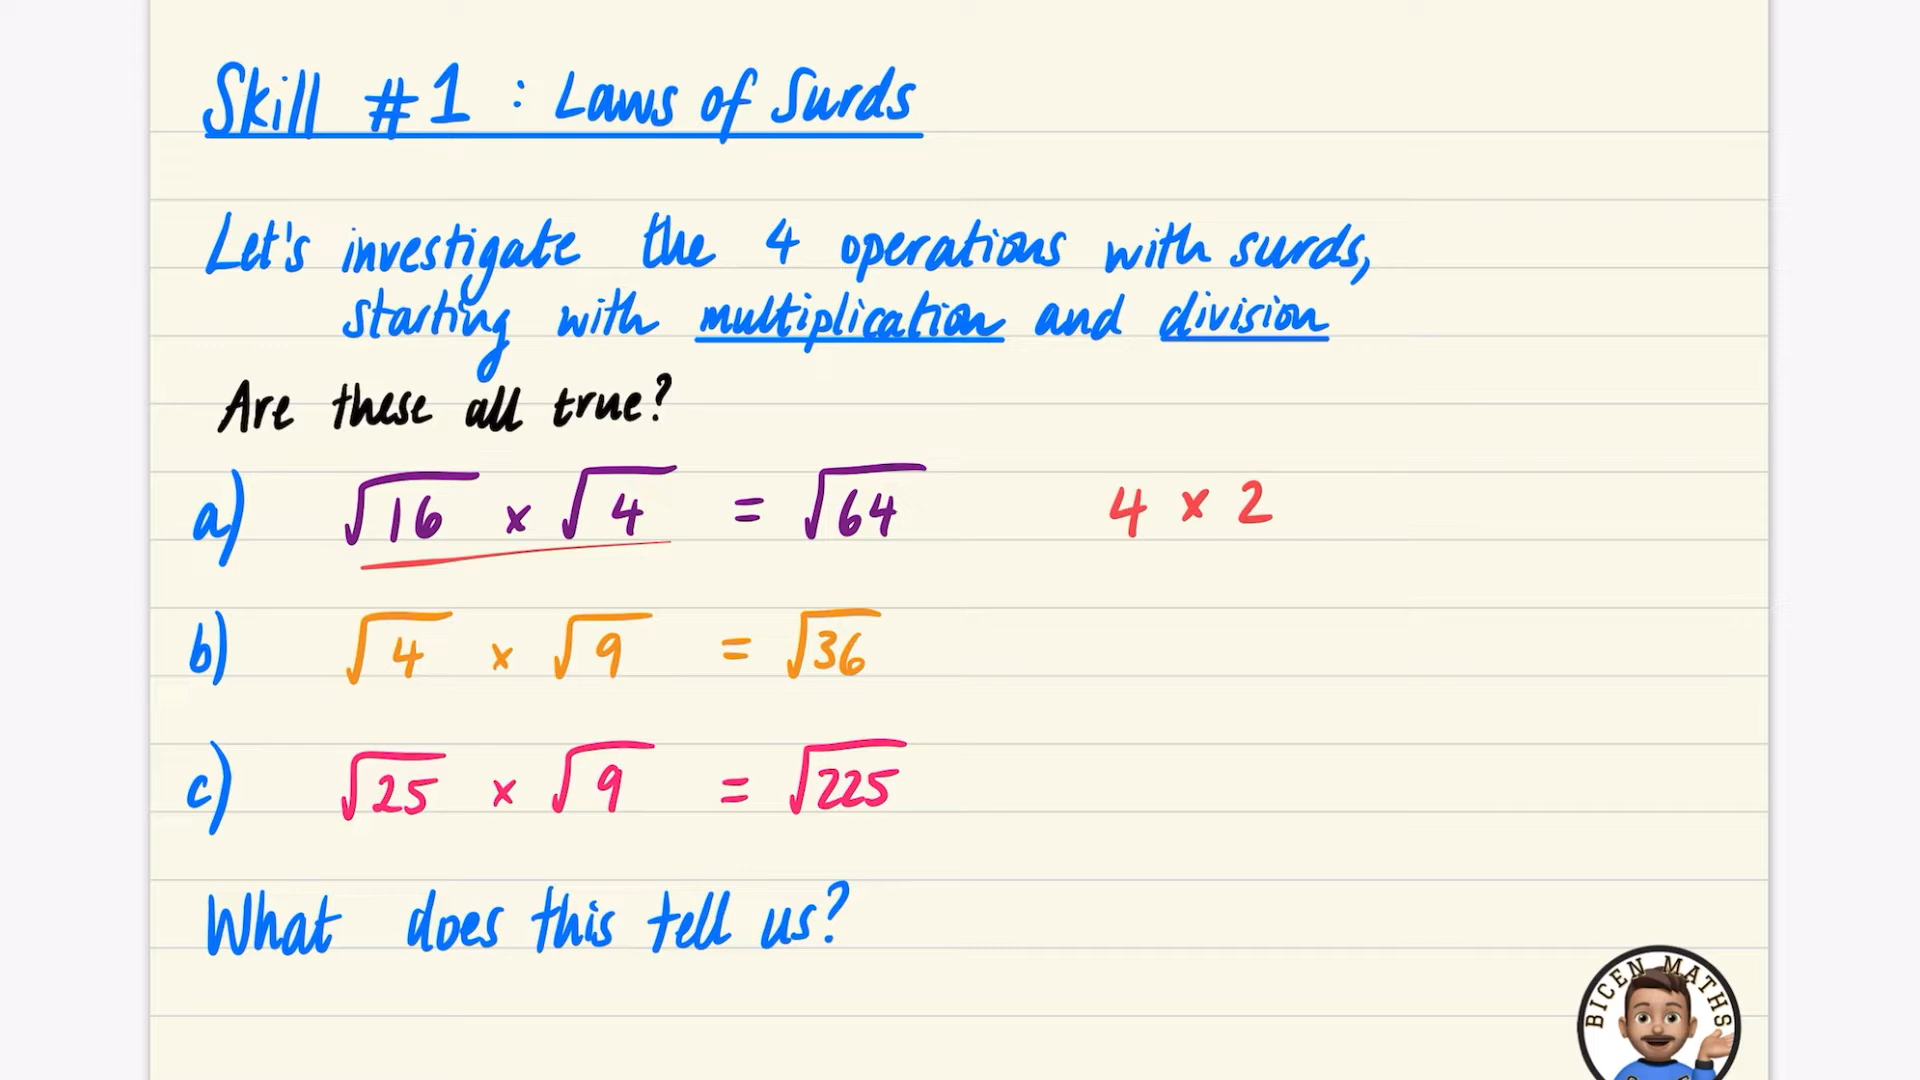 Skill #1 : Laws of Surds
Let's investigate the 4 operations with surds,
starting with multiplication and division
Are these all true?
a) √16 × √4 = √64 4 × 2
b) √4 × √9 = √36
c) √25 × √9 = √225
What does this tell us?
BICEN MATHS